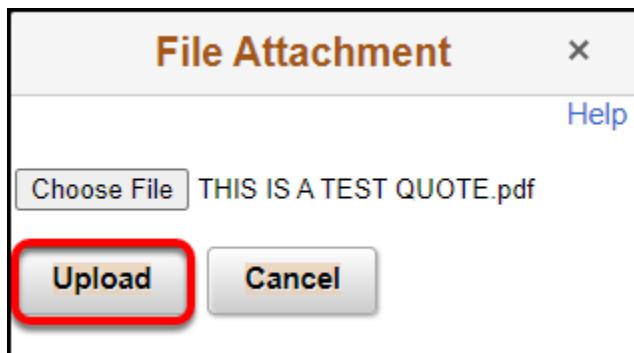 File Attachment ×
Help
Choose File THIS IS A TEST QUOTE.pdf
Upload Cancel